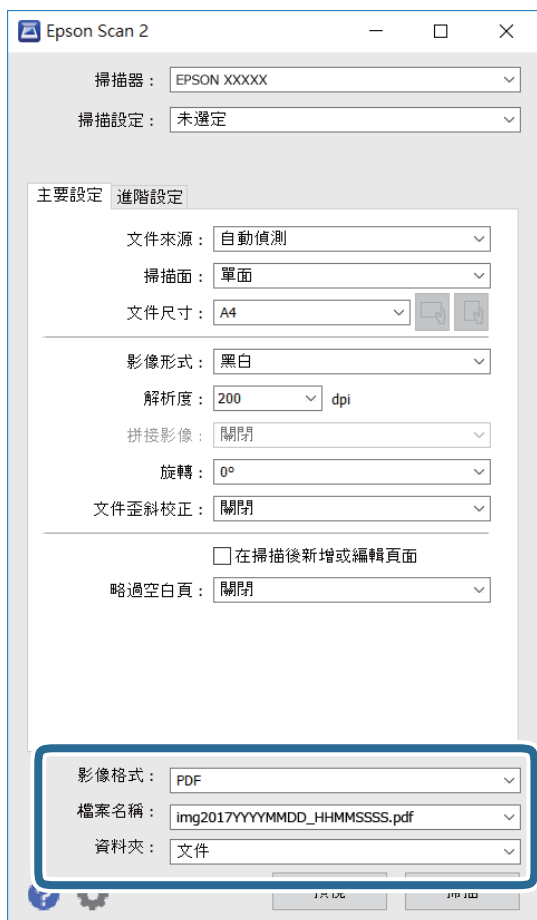 Epson Scan 2
掃描器： EPSON XXXXX
掃描設定： 未選定
主要設定 進階設定
文件來源： 自動偵測
掃描面： 單面
文件尺寸： A4
影像形式： 黑白
解析度： 200 dpi
拼接影像： 關閉
旋轉： 0°
文件歪斜校正： 關閉
在掃描後新增或編輯頁面
略過空白頁： 關閉
影像格式： PDF
檔案名稱： img2017YYYYMMDD_HHMMSSSS.pdf
資料夾： 文件
預視 掃描